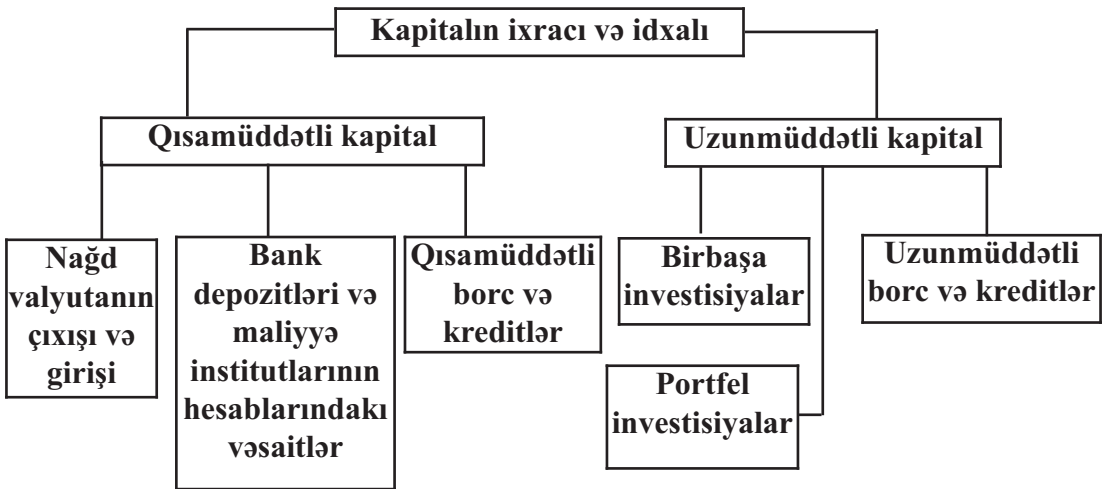 Kapitalın ixracı və idxalı
Qısamüddətli kapital
Uzunmüddətli kapital
Nağd
valyutanın
çıxışı və
girişi
Bank
depozitləri və
maliyyə
institutlarının
hesablarındakı
vəsaitlər
Qısamüddətli
borc və
kreditlər
Birbaşa
investisiyalar
Portfel
investisiyalar
Uzunmüddətli
borc və kreditlər